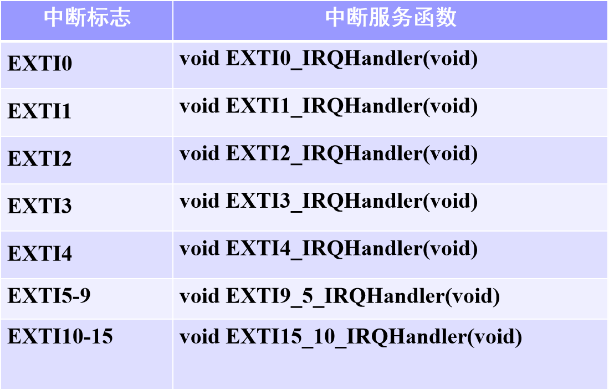 中断标志 中断服务函数
EXTI0 void EXTI0_IRQHandler(void)
EXTI1 void EXTI1_IRQHandler(void)
EXTI2 void EXTI2_IRQHandler(void)
EXTI3 void EXTI3_IRQHandler(void)
EXTI4 void EXTI4_IRQHandler(void)
EXTI5-9 void EXTI9_5_IRQHandler(void)
EXTI10-15 void EXTI15_10_IRQHandler(void)